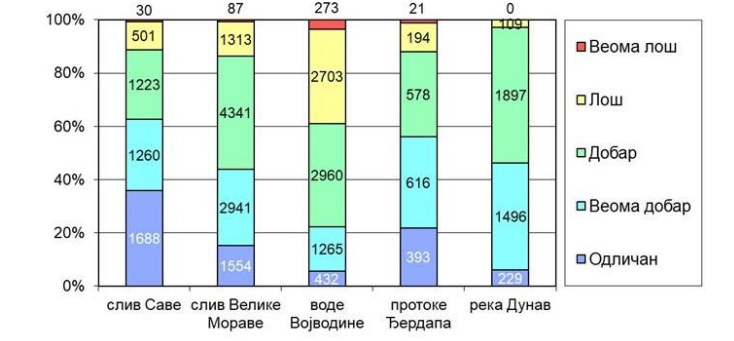 30 87 273 21 0
100%
501 1313 2703 194 109
80%
1223 4341 2960 578 1897
60%
1260 2941 1265 616 1496
40%
1688 1554 432 393 229
20%
0%
слив Саве слив Велике Мораве воде Војводине протоке Ђердапа река Дунав
Веома лош
Лош
Добар
Веома добар
Одличан